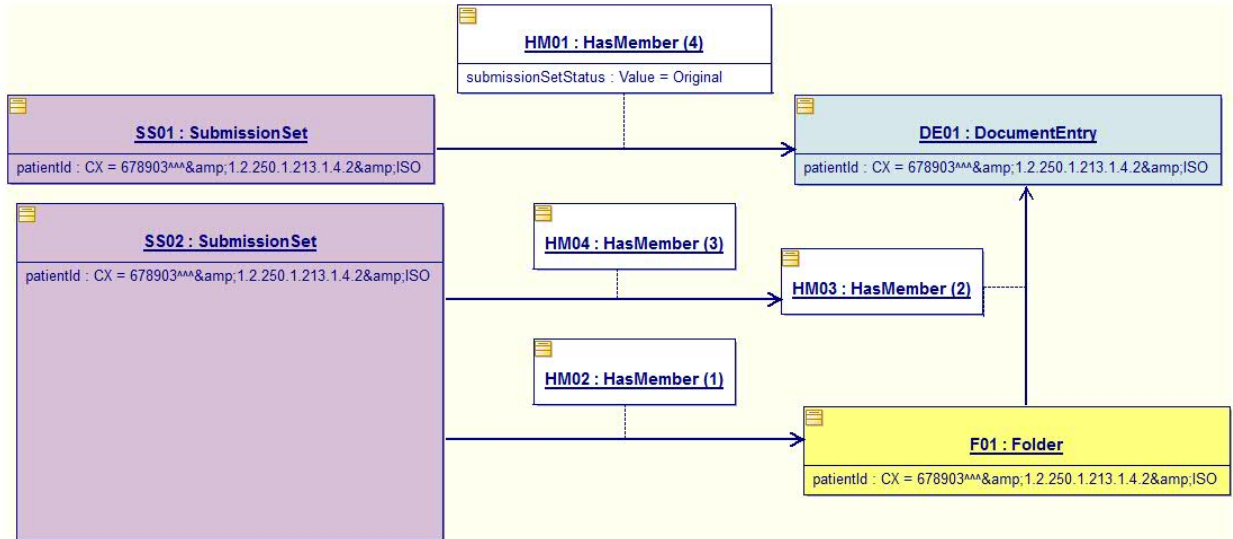 HM01 : HasMember (4)
submissionSetStatus : Value = Original
SS01 : SubmissionSet
patientId : CX = 678903^^^&amp;1.2.250.1.213.1.4.2&amp;ISO
DE01 : DocumentEntry
patientId : CX = 678903^^^&amp;1.2.250.1.213.1.4.2&amp;ISO
SS02 : SubmissionSet
patientId : CX = 678903^^^&amp;1.2.250.1.213.1.4.2&amp;ISO
HM04 : HasMember (3)
HM03 : HasMember (2)
HM02 : HasMember (1)
F01 : Folder
patientId : CX = 678903^^^&amp;1.2.250.1.213.1.4.2&amp;ISO